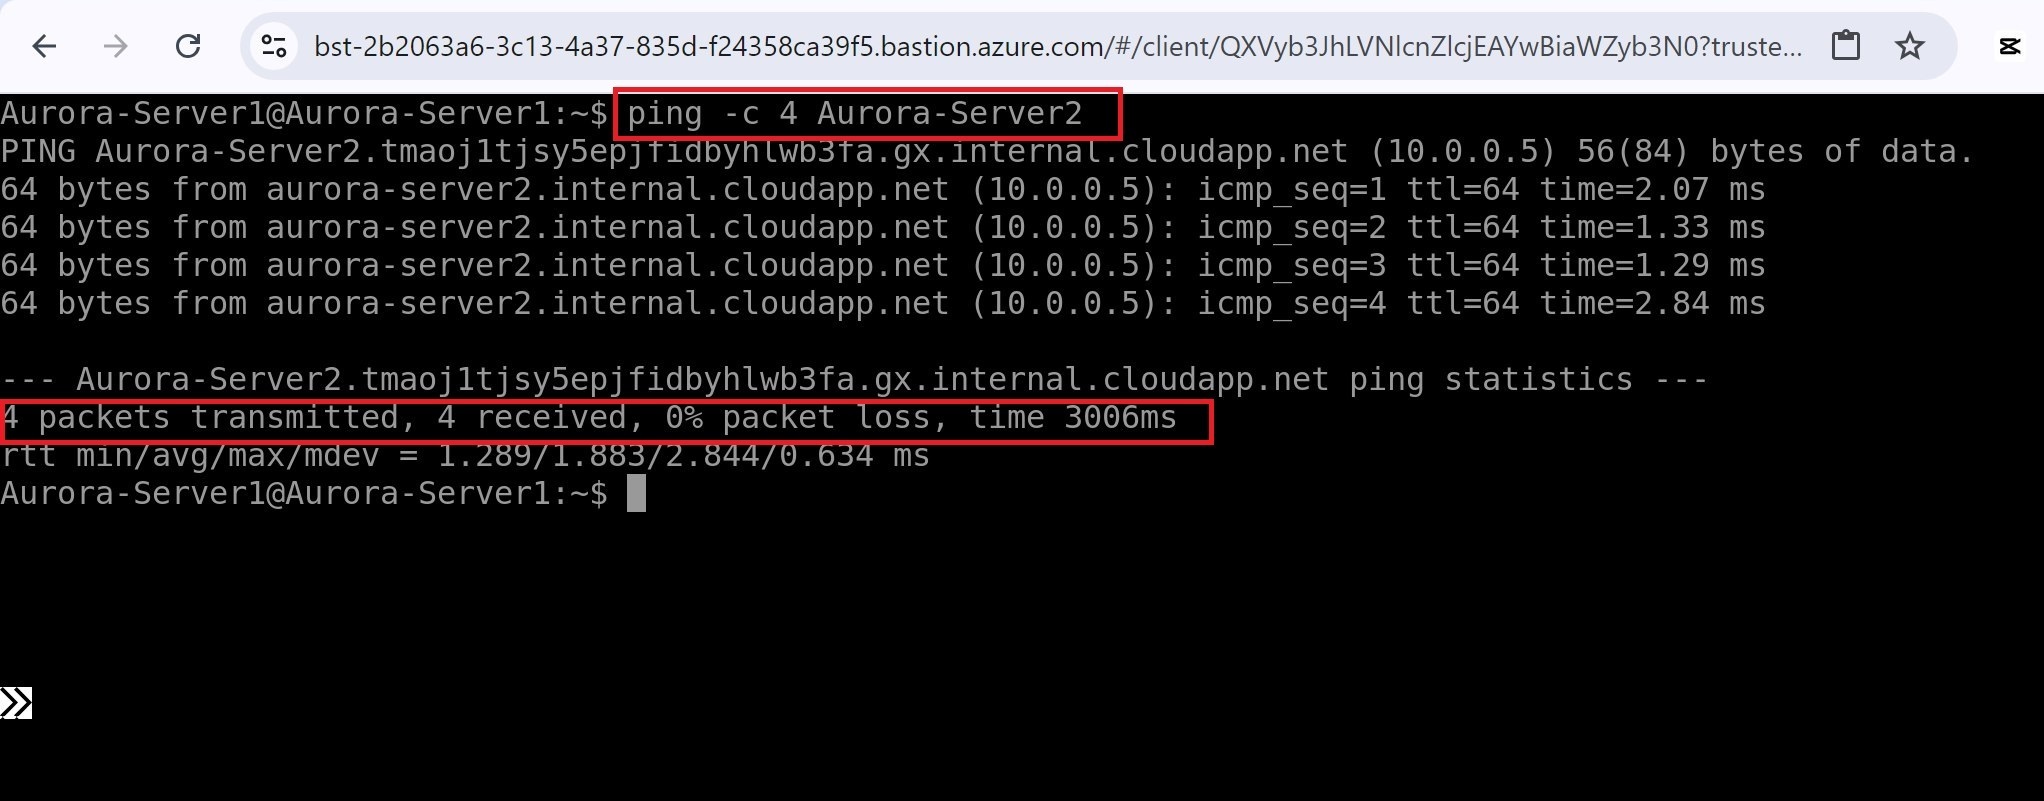 bst-2b2063a6-3c13-4a37-835d-f24358ca39f5.bastion.azure.com/#/client/QXVyb3JhLVNlcnZlcjEAYwBiaWZyb3N0?truste...
Aurora-Server1@Aurora-Server1:~$ ping -c 4 Aurora-Server2
PING Aurora-Server2.tmaoj1tjsy5epjfidbyhlwb3fa.gx.internal.cloudapp.net (10.0.0.5) 56(84) bytes of data.
64 bytes from aurora-server2.internal.cloudapp.net (10.0.0.5): icmp_seq=1 ttl=64 time=2.07 ms
64 bytes from aurora-server2.internal.cloudapp.net (10.0.0.5): icmp_seq=2 ttl=64 time=1.33 ms
64 bytes from aurora-server2.internal.cloudapp.net (10.0.0.5): icmp_seq=3 ttl=64 time=1.29 ms
64 bytes from aurora-server2.internal.cloudapp.net (10.0.0.5): icmp_seq=4 ttl=64 time=2.84 ms
--- Aurora-Server2.tmaoj1tjsy5epjfidbyhlwb3fa.gx.internal.cloudapp.net ping statistics ---
4 packets transmitted, 4 received, 0% packet loss, time 3006ms
rtt min/avg/max/mdev = 1.289/1.883/2.844/0.634 ms
Aurora-Server1@Aurora-Server1:~$